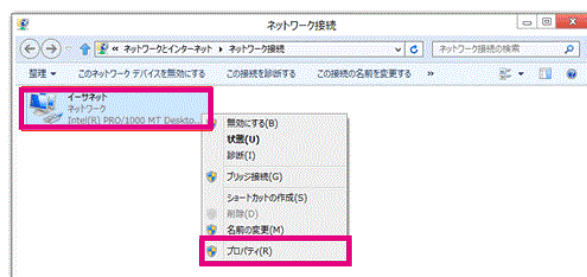 ネットワーク接続
« ネットワークとインターネット ▸ ネットワーク接続
ネットワーク接続の検索
整理 ▼ このネットワーク デバイスを無効にする この接続を診断する この接続の名前を変更する »
イーサネット
ネットワーク
Intel(R) PRO/1000 MT Deskto...
無効にする(B)
状態(U)
診断(I)
ブリッジ接続(G)
ショートカットの作成(S)
削除(D)
名前の変更(M)
プロパティ(R)